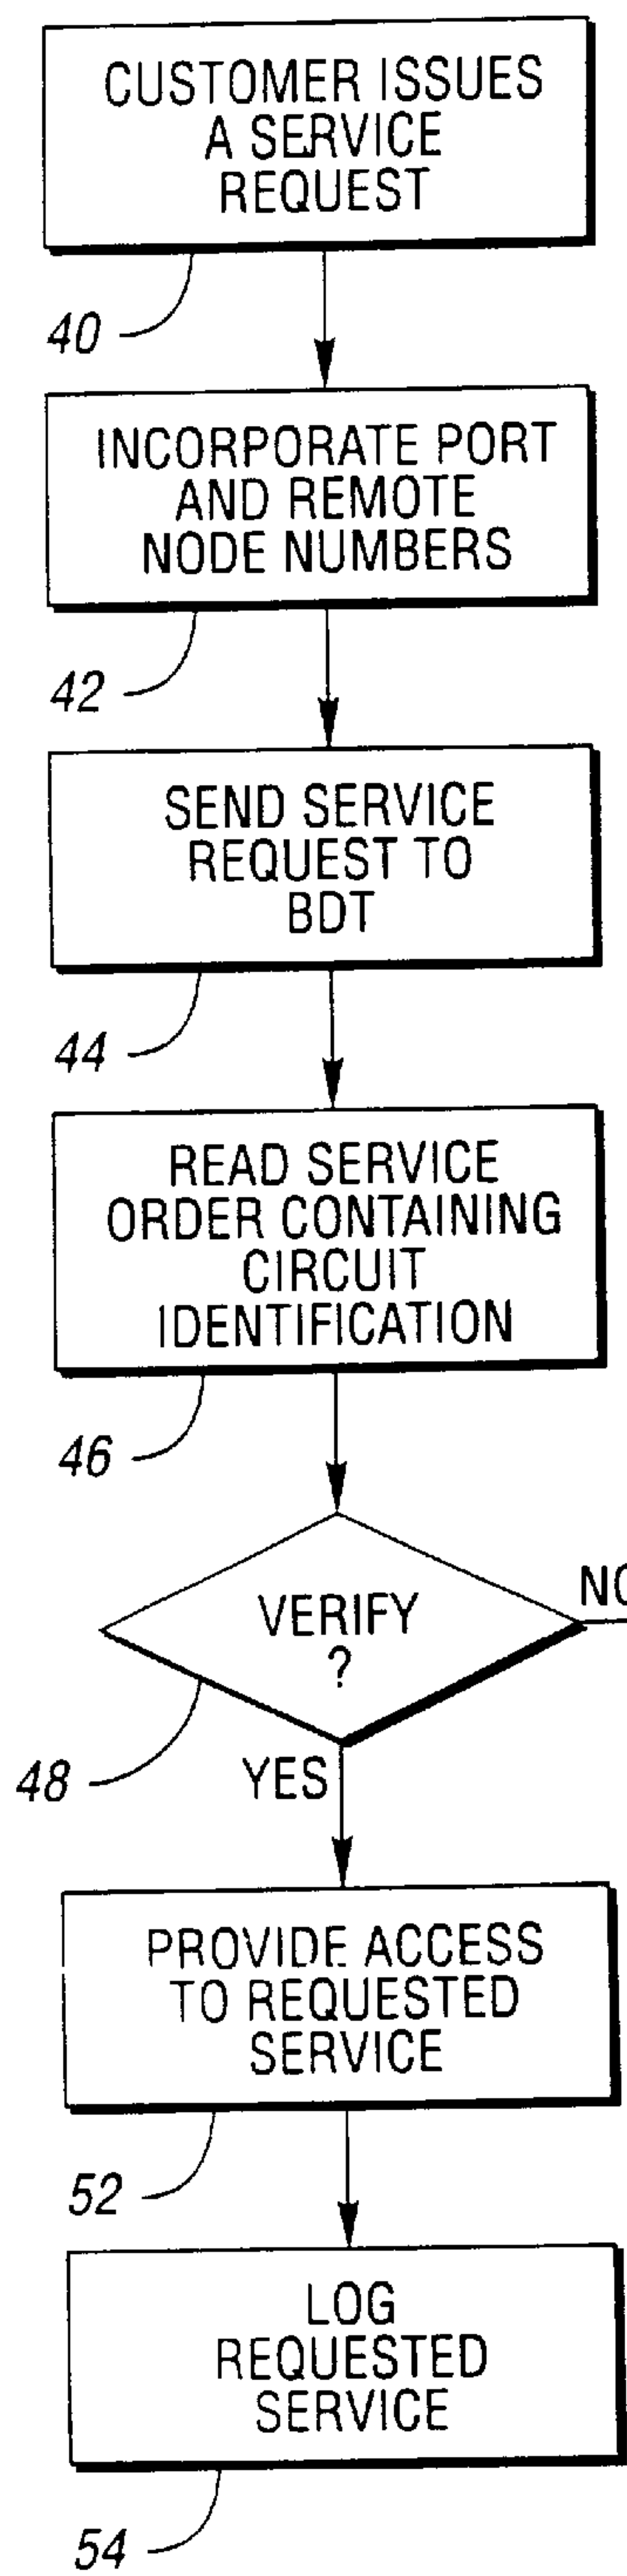 CUSTOMER ISSUES
A SERVICE
REQUEST
40
INCORPORATE PORT
AND REMOTE
NODE NUMBERS
42
SEND SERVICE
REQUEST TO
BDT
44
READ SERVICE
ORDER CONTAINING
CIRCUIT
IDENTIFICATION
46
VERIFY
?
NO
48
YES
PROVIDE ACCESS
TO REQUESTED
SERVICE
52
LOG
REQUESTED
SERVICE
54